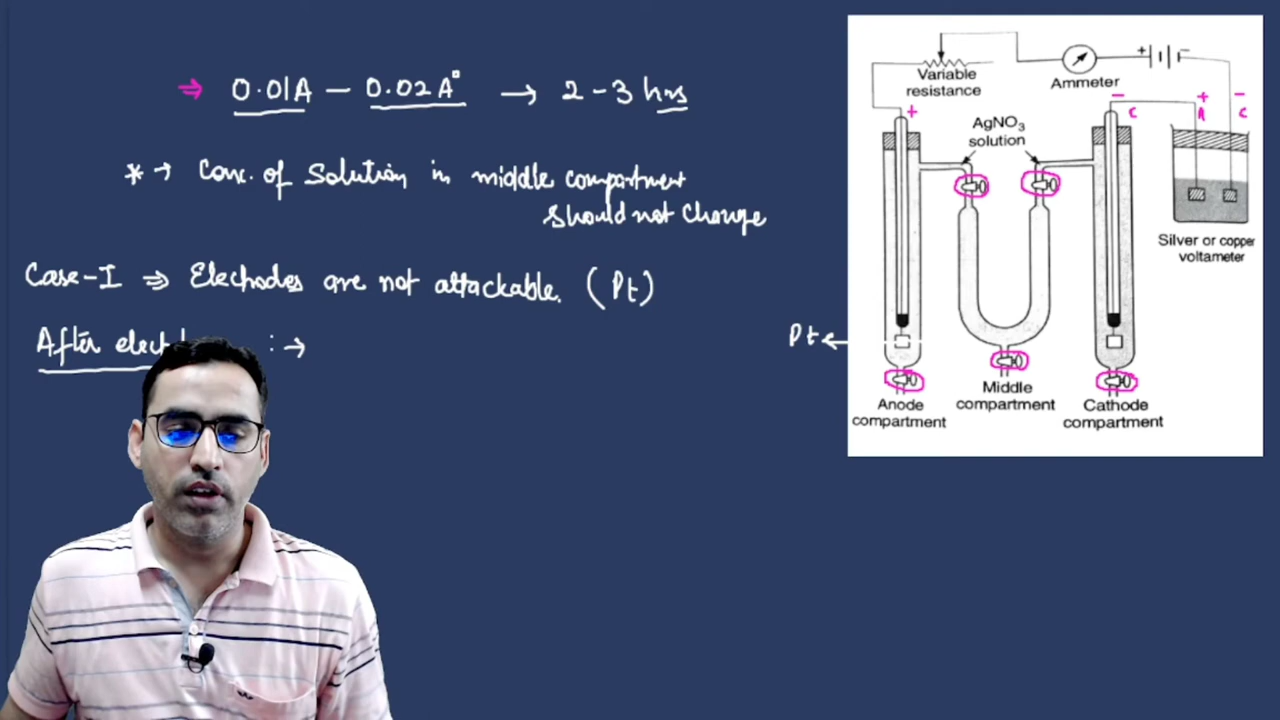 ⇒ 0.01A — 0.02A° → 2-3 hrs
* → Conc. of Solution in middle compartment
should not change
Case-I ⇒ Electrodes are not attackable. (Pt)
After : →
Variable
resistance
Ammeter
+ -
+
-
C
+
A
-
C
AgNO3
solution
Silver or copper
voltameter
Pt ←
Anode
compartment
Middle
compartment
Cathode
compartment